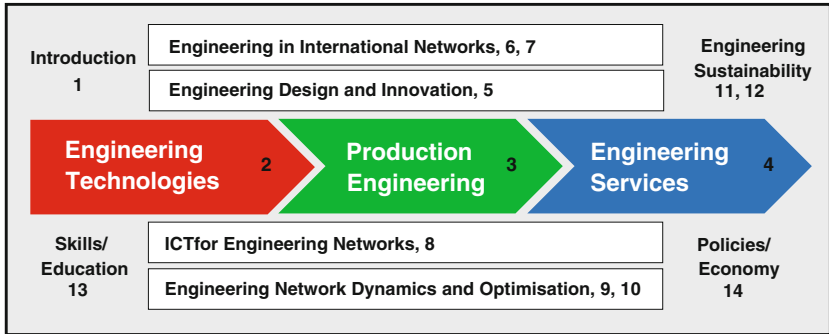 Introduction
1
Engineering in International Networks, 6, 7
Engineering Design and Innovation, 5
Engineering
Sustainability
11, 12
Engineering
Technologies
2
Production
Engineering
3
Engineering
Services
4
Skills/
Education
13
ICTfor Engineering Networks, 8
Engineering Network Dynamics and Optimisation, 9, 10
Policies/
Economy
14